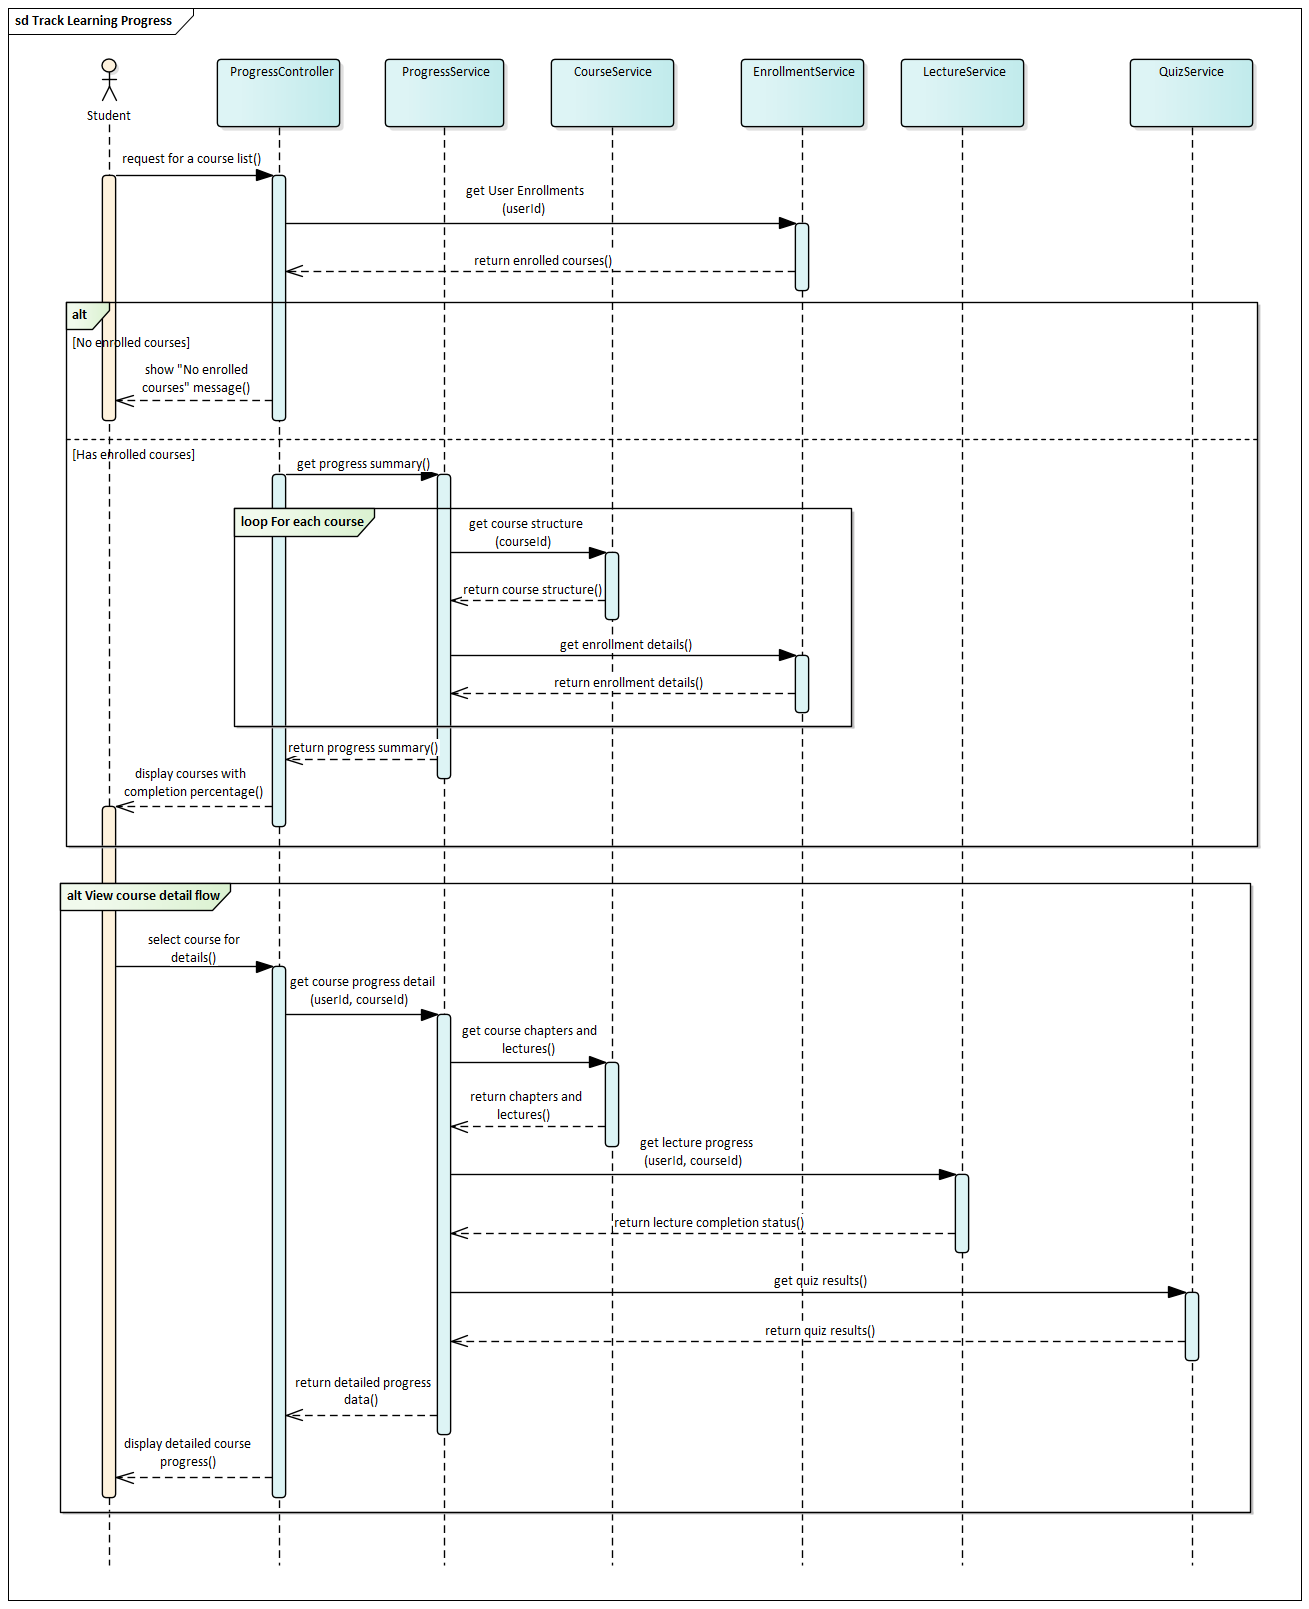 sd Track Learning Progress
Student
ProgressController
ProgressService
CourseService
EnrollmentService
LectureService
QuizService
request for a course list()
get User Enrollments
(userId)
return enrolled courses()
alt
[No enrolled courses]
show "No enrolled
courses" message()
[Has enrolled courses]
get progress summary()
loop For each course
get course structure
(courseId)
return course structure()
get enrollment details()
return enrollment details()
return progress summary()
display courses with
completion percentage()
alt View course detail flow
select course for
details()
get course progress detail
(userId, courseId)
get course chapters and
lectures()
return chapters and
lectures()
get lecture progress
(userId, courseId)
return lecture completion status()
get quiz results()
return quiz results()
return detailed progress
data()
display detailed course
progress()